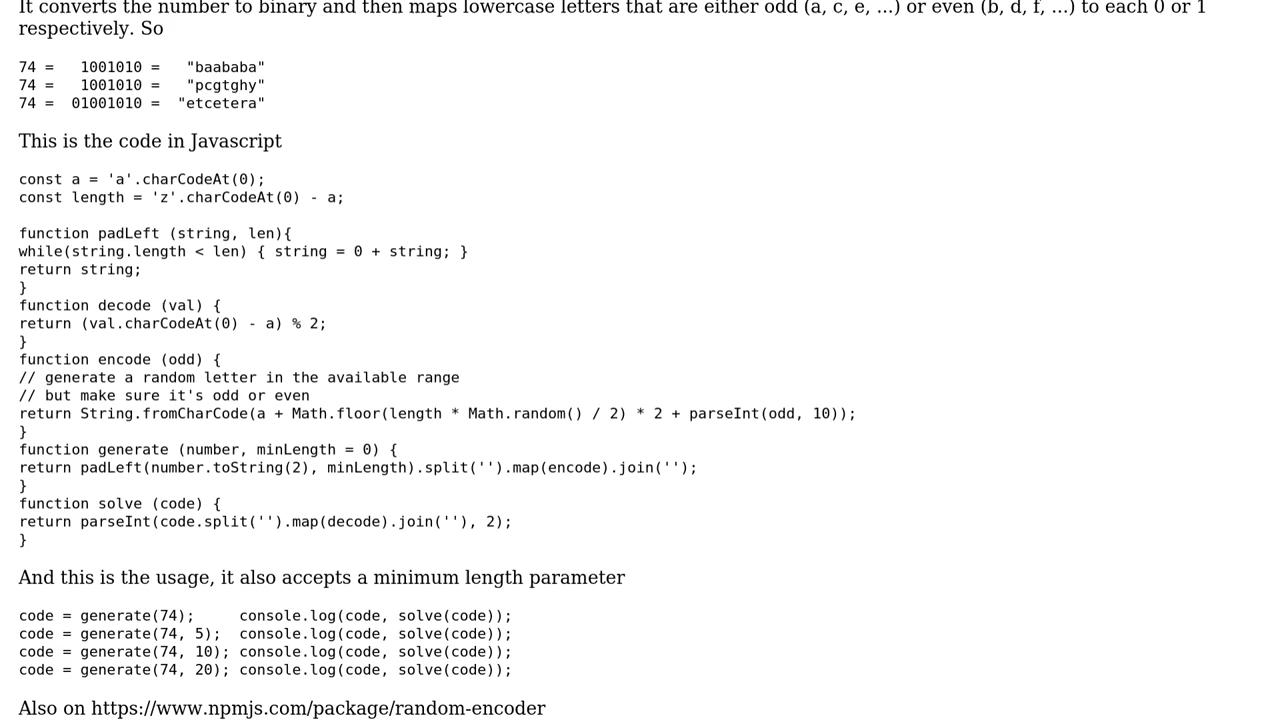 It converts the number to binary and then maps lowercase letters that are either odd (a, c, e, ...) or even (b, d, f, ...) to each 0 or 1
respectively. So
74 =   1001010 =   "baababa"
74 =   1001010 =   "pcgtghy"
74 =  01001010 =  "etcetera"
This is the code in Javascript
const a = 'a'.charCodeAt(0);
const length = 'z'.charCodeAt(0) - a;
function padLeft (string, len){
while(string.length < len) { string = 0 + string; }
return string;
}
function decode (val) {
return (val.charCodeAt(0) - a) % 2;
}
function encode (odd) {
// generate a random letter in the available range
// but make sure it's odd or even
return String.fromCharCode(a + Math.floor(length * Math.random() / 2) * 2 + parseInt(odd, 10));
}
function generate (number, minLength = 0) {
return padLeft(number.toString(2), minLength).split('').map(encode).join('');
}
function solve (code) {
return parseInt(code.split('').map(decode).join(''), 2);
}
And this is the usage, it also accepts a minimum length parameter
code = generate(74);     console.log(code, solve(code));
code = generate(74, 5);  console.log(code, solve(code));
code = generate(74, 10); console.log(code, solve(code));
code = generate(74, 20); console.log(code, solve(code));
Also on https://www.npmjs.com/package/random-encoder